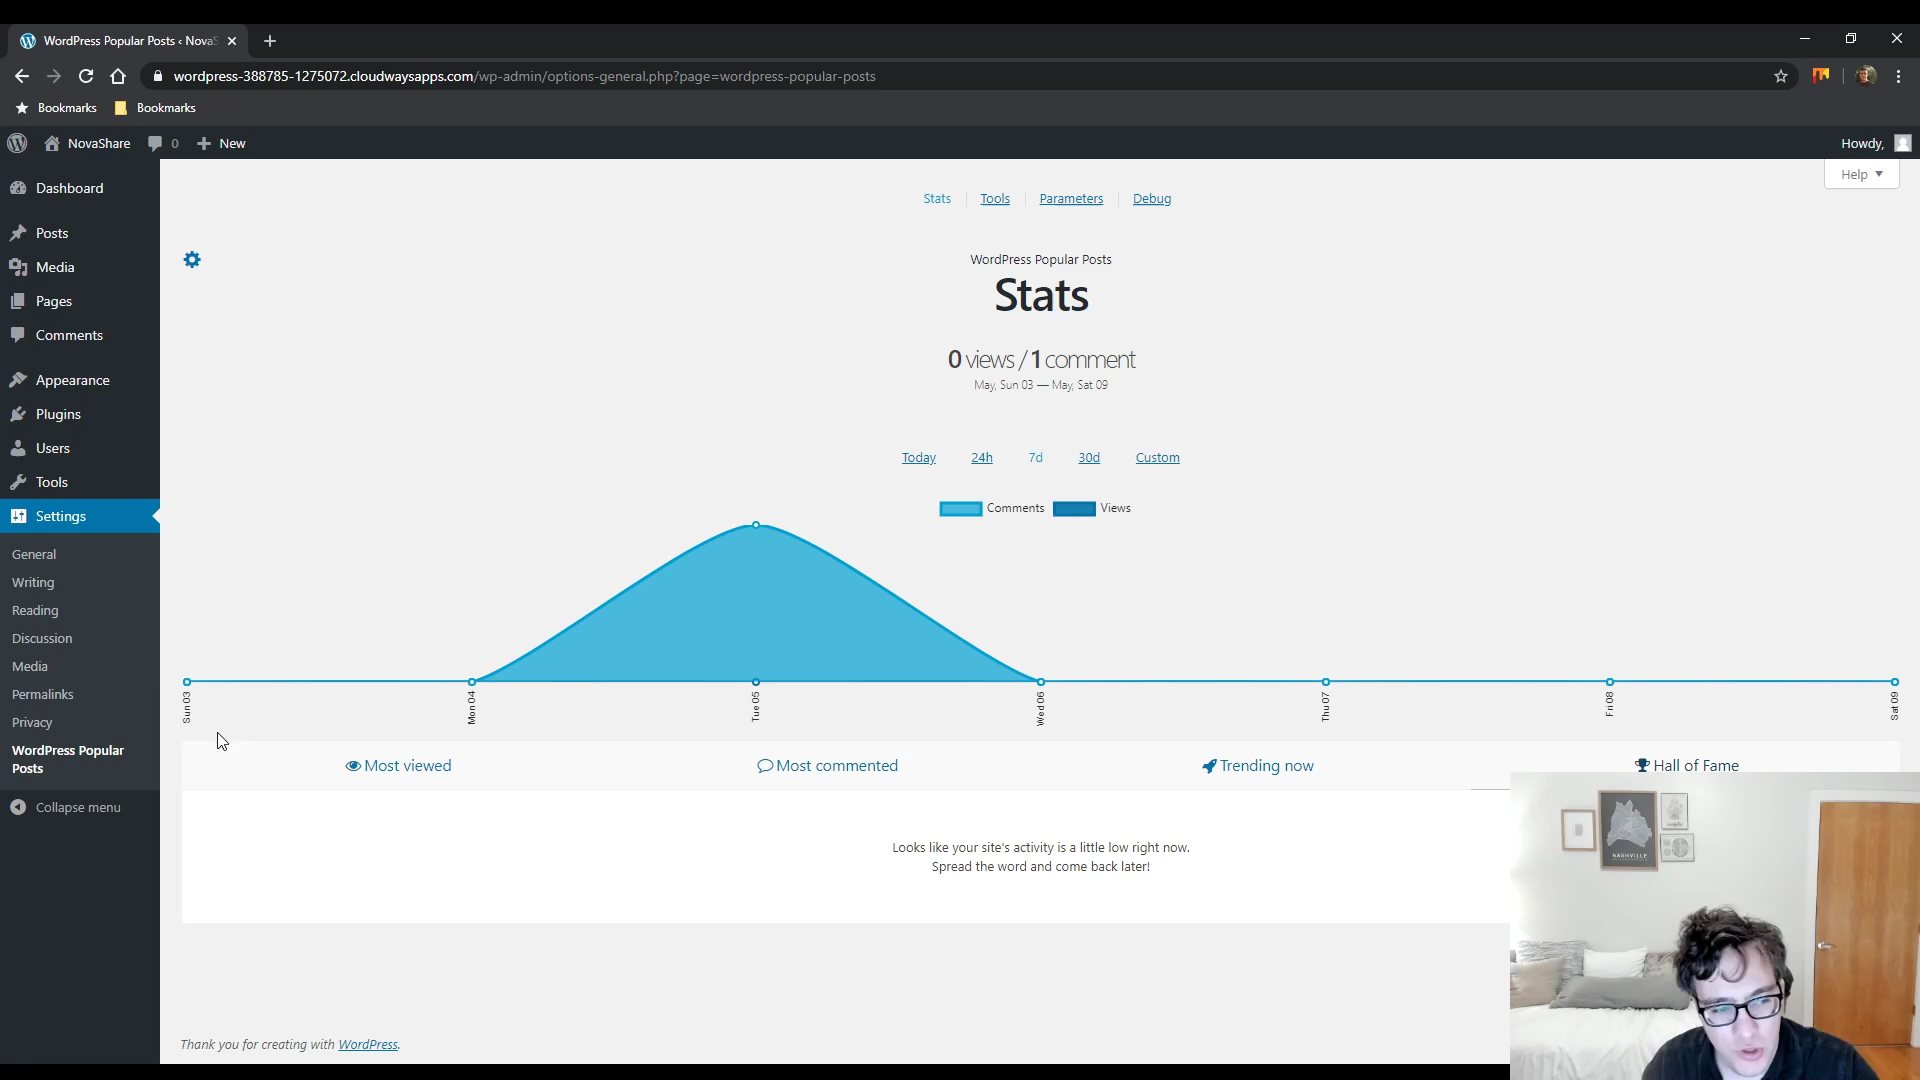 WordPress Popular Posts ‹ NovaS
wordpress-388785-1275072.cloudwaysapps.com/wp-admin/options-general.php?page=wordpress-popular-posts
Bookmarks
Bookmarks
NovaShare
0
New
Howdy,
Help
Dashboard
Posts
Media
Pages
Comments
Appearance
Plugins
Users
Tools
Settings
General
Writing
Reading
Discussion
Media
Permalinks
Privacy
WordPress Popular
Posts
Collapse menu
Stats
Tools
Parameters
Debug
WordPress Popular Posts
Stats
0 views / 1 comment
May, Sun 03 — May, Sat 09
Today
24h
7d
30d
Custom
Comments
Views
Sun 03
Mon 04
Tue 05
Wed 06
Thu 07
Fri 08
Sat 09
Most viewed
Most commented
Trending now
Hall of Fame
Looks like your site's activity is a little low right now.
Spread the word and come back later!
NASHVILLE
Thank you for creating with WordPress.